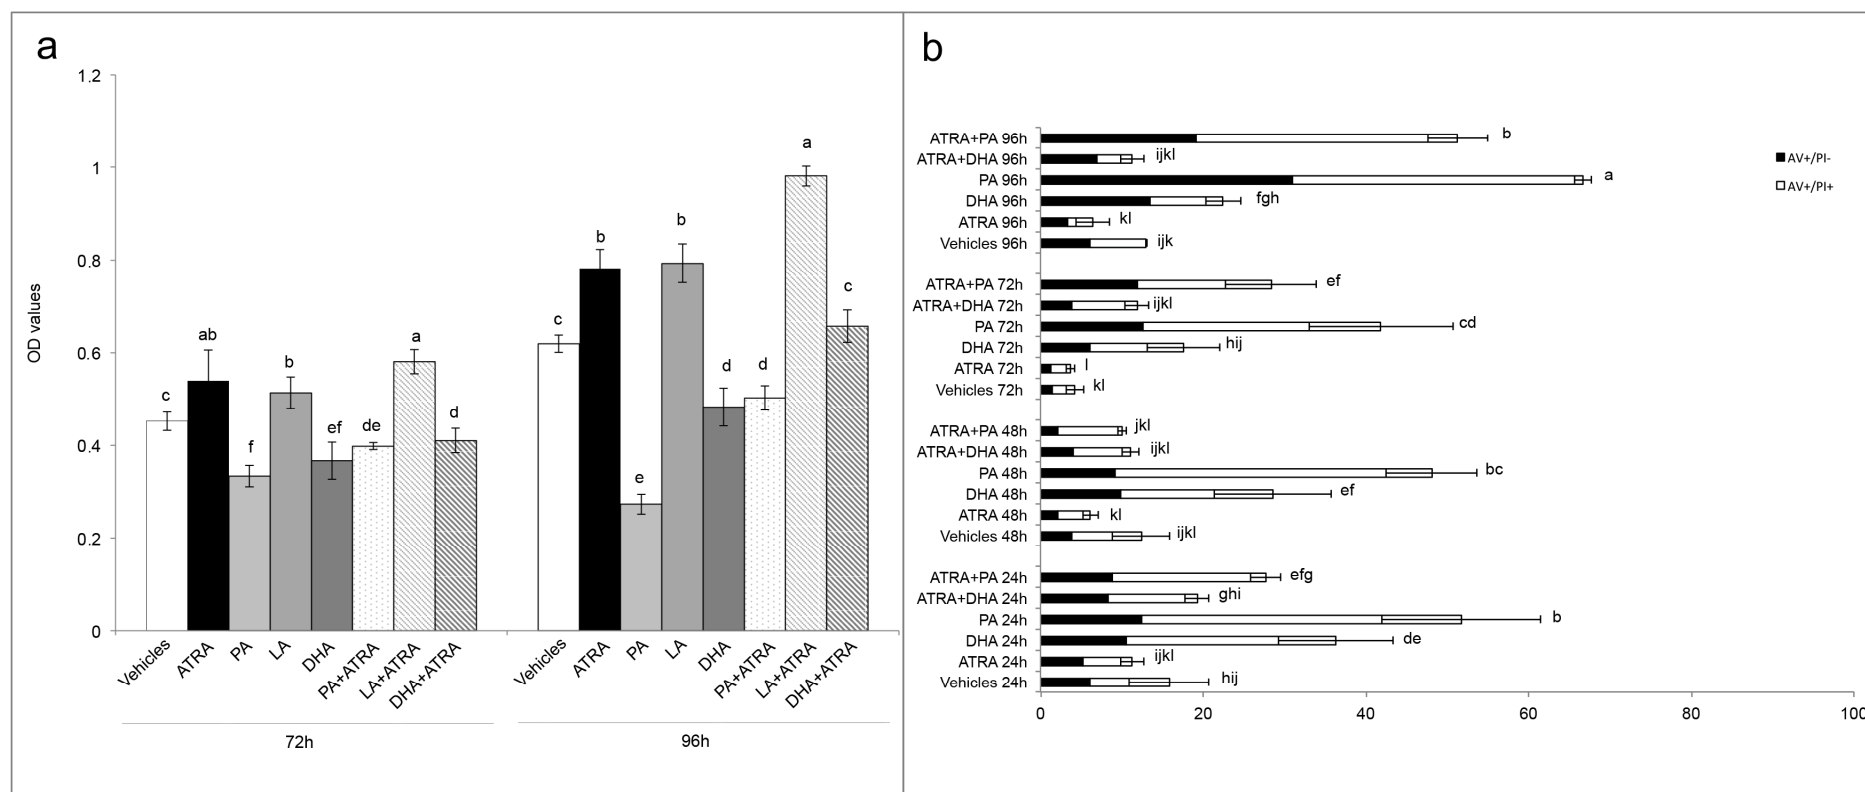 a
1.2
1
0.8
0.6
0.4
0.2
0
OD values
c
ab
f
b
ef
de
a
d
c
b
e
b
d
d
a
c
Vehicles
ATRA
PA
LA
DHA
PA+ATRA
LA+ATRA
DHA+ATRA
Vehicles
ATRA
PA
LA
DHA
PA+ATRA
LA+ATRA
DHA+ATRA
72h
96h
b
ATRA+PA 96h b
ATRA+DHA 96h ijkl
PA 96h a
DHA 96h fgh
ATRA 96h kl
Vehicles 96h ijk
ATRA+PA 72h ef
ATRA+DHA 72h ijkl
PA 72h cd
DHA 72h hij
ATRA 72h l
Vehicles 72h kl
ATRA+PA 48h jkl
ATRA+DHA 48h ijkl
PA 48h bc
DHA 48h ef
ATRA 48h kl
Vehicles 48h ijkl
ATRA+PA 24h efg
ATRA+DHA 24h ghi
PA 24h b
DHA 24h de
ATRA 24h ijkl
Vehicles 24h hij
0 20 40 60 80 100
AV+/PI-
AV+/PI+